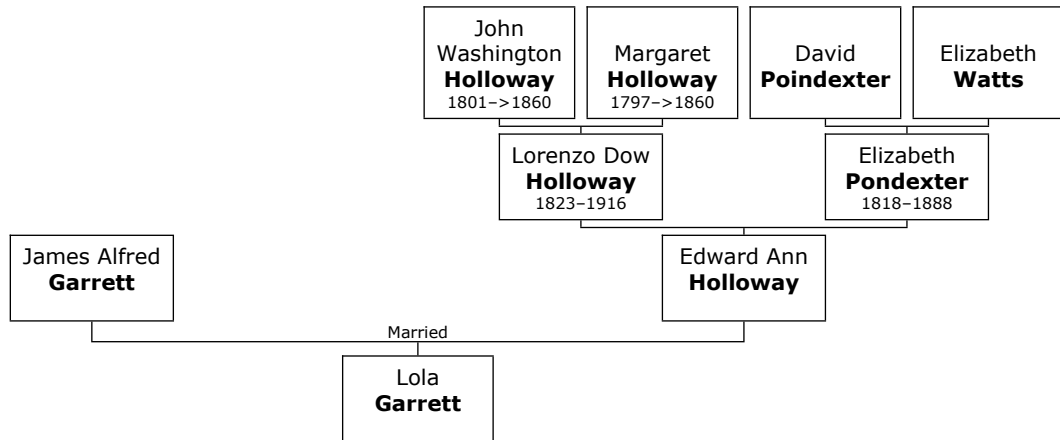 John
Washington
Holloway
1801–>1860
Margaret
Holloway
1797–>1860
David
Poindexter
Elizabeth
Watts
Lorenzo Dow
Holloway
1823–1916
Elizabeth
Pondexter
1818–1888
James Alfred
Garrett
Edward Ann
Holloway
Married
Lola
Garrett